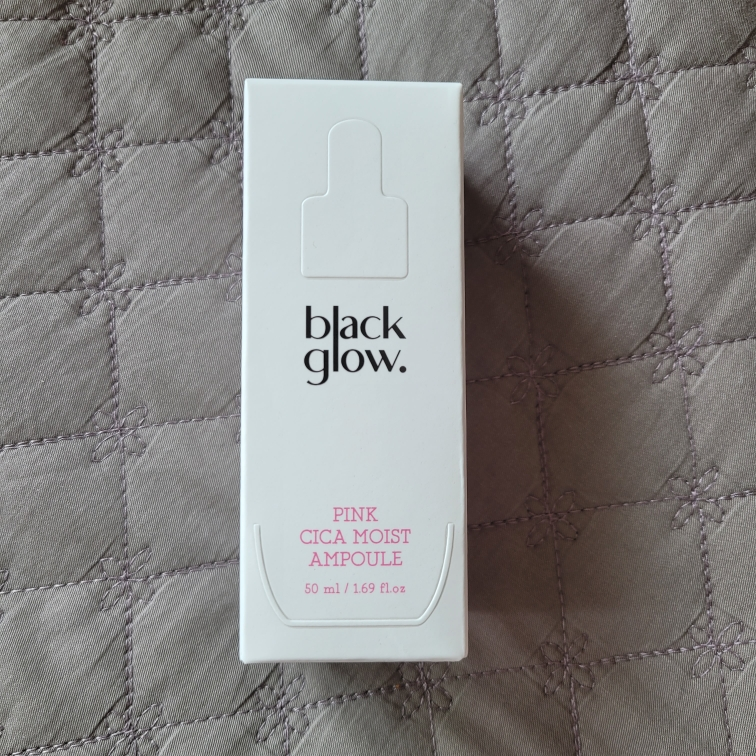 black
glow.
PINK
CICA MOIST
AMPOULE
50 ml / 1.69 fl.oz